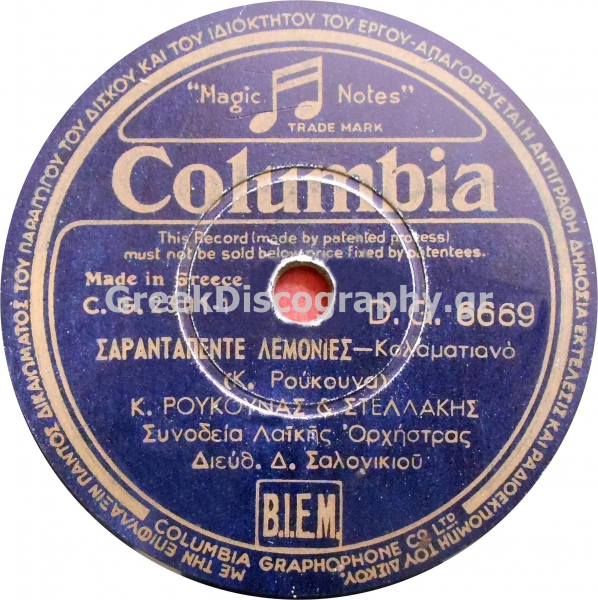 ΜΕ ΤΗΝ ΕΠΙΦΥΛΑΞΙΝ ΠΑΝΤΟΣ ΔΙΚΑΙΩΜΑΤΟΣ ΤΟΥ ΠΑΡΑΓΩΓΟΥ ΤΟΥ ΔΙΣΚΟΥ ΚΑΙ ΤΟΥ ΙΔΙΟΚΤΗΤΟΥ ΤΟΥ ΕΡΓΟΥ-ΑΠΑΓΟΡΕΥΕΤΑΙ Η ΑΝΤΙΓΡΑΦΗ ΔΗΜΟΣΙΑ ΕΚΤΕΛΕΣΙΣ ΚΑΙ ΡΑΔΙΟΕΚΠΟΜΠΗ ΤΟΥ ΔΙΣΚΟΥ.
"Magic Notes"
TRADE MARK
Columbia
This Record (made by patented process)
must not be sold below price fixed by patentees.
Made in Greece
GreekDiscography.gr
C. G.
D. G. 6669
ΣΑΡΑΝΤΑΠΕΝΤΕ ΛΕΜΟΝΙΕΣ—Καλαματιανό
(Κ. Ρούκουνα)
Κ. ΡΟΥΚΟΥΝΑΣ & ΣΤΕΛΛΑΚΗΣ
Συνοδεία Λαϊκῆς Ὀρχήστρας
Διεύθ. Δ. Σαλονικιού
B.I.E.M.
COLUMBIA GRAPHOPHONE CO LTD.